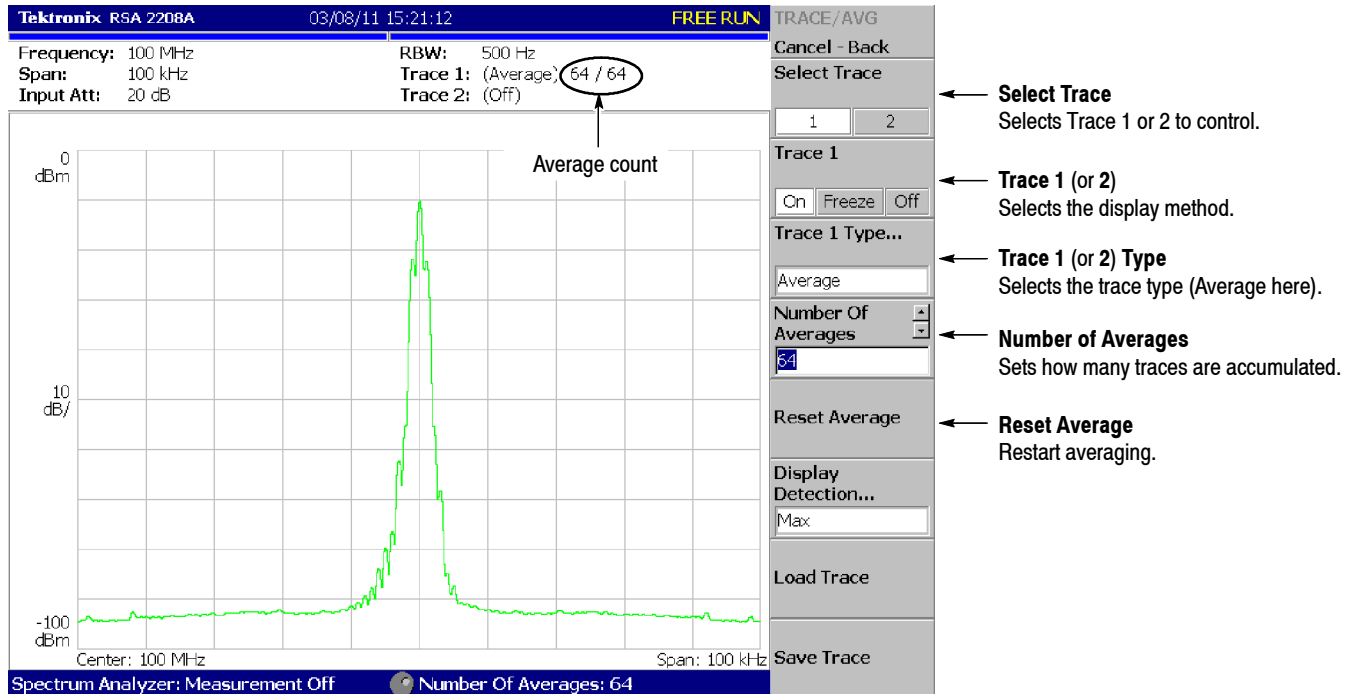 Tektronix RSA 2208A 03/08/11 15:21:12 FREE RUN
Frequency: 100 MHz
Span: 100 kHz
Input Att: 20 dB
RBW: 500 Hz
Trace 1: (Average) 64 / 64
Trace 2: (Off)
Average count
0
dBm
10
dB/
-100
dBm
Center: 100 MHz
Span: 100 kHz
Spectrum Analyzer: Measurement Off
Number Of Averages: 64
TRACE/AVG
Cancel - Back
Select Trace
1 2
Trace 1
On Freeze Off
Trace 1 Type...
Average
Number Of
Averages
64
Reset Average
Display
Detection...
Max
Load Trace
Save Trace
Select Trace
Selects Trace 1 or 2 to control.
Trace 1 (or 2)
Selects the display method.
Trace 1 (or 2) Type
Selects the trace type (Average here).
Number of Averages
Sets how many traces are accumulated.
Reset Average
Restart averaging.